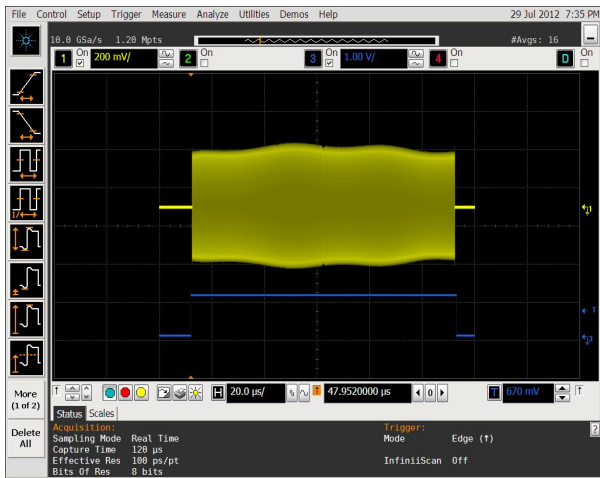 File Control Setup Trigger Measure Analyze Utilities Demos Help 29 Jul 2012 7:35 PM
10.0 GSa/s 1.20 Mpts #Avgs: 16
1 On 200 mV/ 2 On 3 On 1.00 V/ 4 On D On
1
T
3
More
(1 of 2)
Delete
All
H 20.0 µs/ 47.9520000 µs 0 T 670 mV
Status Scales
Acquisition: Trigger:
Sampling Mode Real Time Mode Edge (↑)
Capture Time 120 µs
Effective Res 100 ps/pt InfiniiScan Off
Bits Of Res 8 bits
?